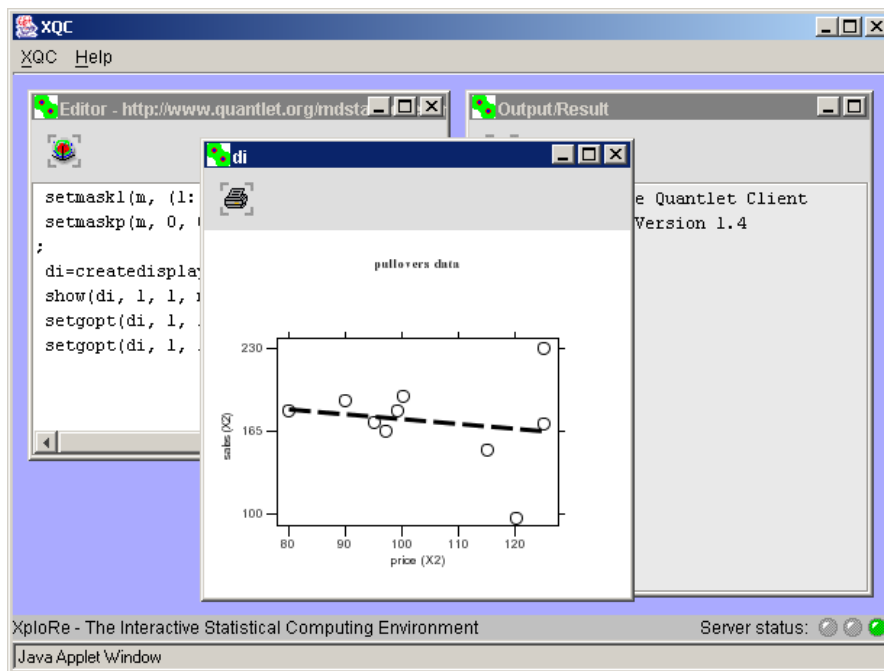 XQC
XQC Help
Editor - http://www.quantlet.org/mdsta
setmaskl(m, (1:
setmaskp(m, 0,
;
di=createdisplay
show(di, 1, 1,
setgopt(di, 1,
setgopt(di, 1,
Output/Result
e Quantlet Client
Version 1.4
di
pullovers data
230
165
100
sales (X2)
80 90 100 110 120
price (X2)
XploRe - The Interactive Statistical Computing Environment
Server status:
Java Applet Window